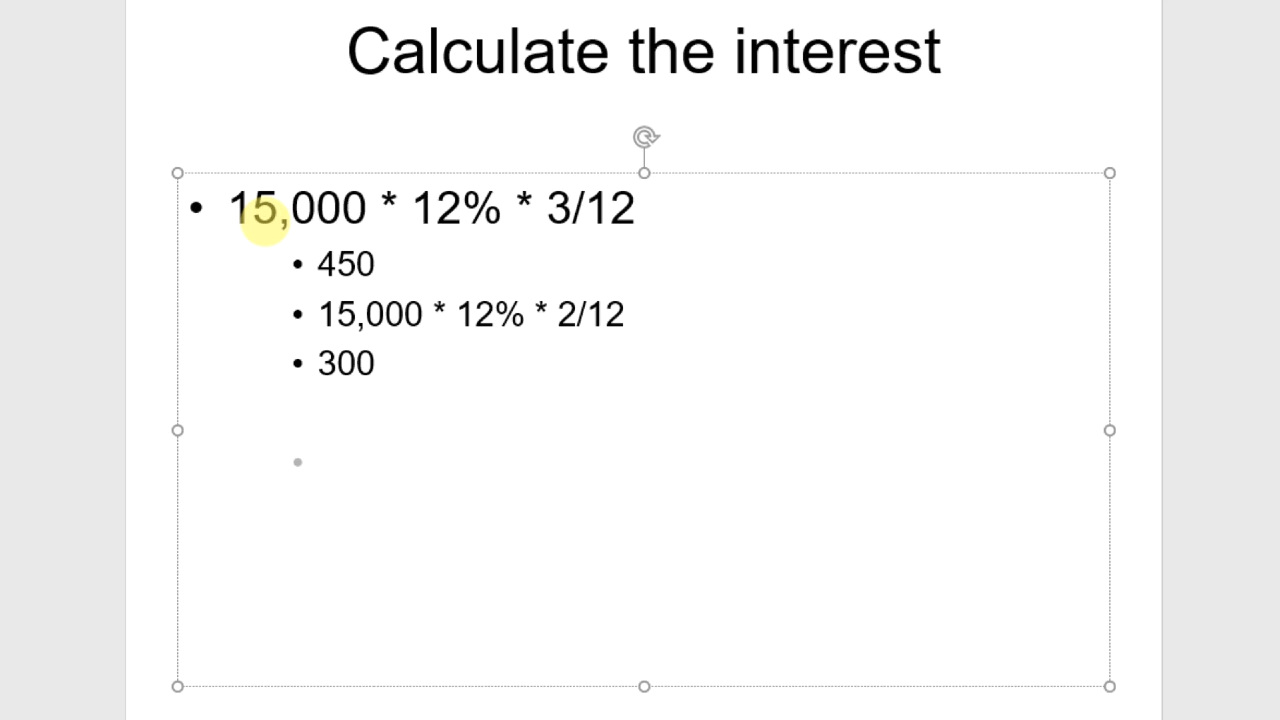 Calculate the interest
• 15,000 * 12% * 3/12
• 450
• 15,000 * 12% * 2/12
• 300